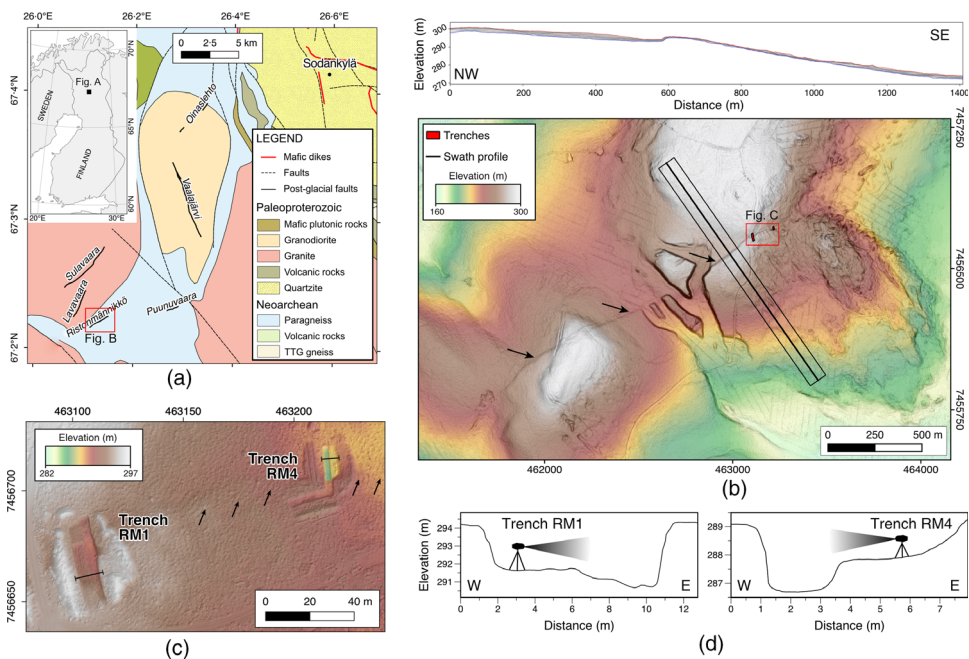 26·0°E 26·2°E 26·4°E 26·6°E
67·4°N
67·3°N
67·2°N
70°N
65°N
60°N
20°E 30°E
Fig. A
SWEDEN
FINLAND
0 2·5 5 km
Sodänkylä
Oinaslehto
Vaalajärvi
Sulavaara
Lavavaara
Ristonmännikkö
Puunuvaara
Fig. B
LEGEND
Mafic dikes
Faults
Post-glacial faults
Paleoproterozoic
Mafic plutonic rocks
Granodiorite
Granite
Volcanic rocks
Quartzite
Neoarchean
Paragneiss
Volcanic rocks
TTG gneiss
(a)
Elevation (m)
300
290
280
270
NW
SE
0 200 400 600 800 1000 1200 1400
Distance (m)
Trenches
Swath profile
Elevation (m)
160 300
Fig. C
7457250
7456500
7455750
0 250 500 m
462000 463000 464000
(b)
463100 463150 463200
7456700
7456650
Elevation (m)
282 297
Trench
RM1
Trench
RM4
0 20 40 m
(c)
Elevation (m)
294
293
292
291
Trench RM1
W E
0 2 4 6 8 10 12
Distance (m)
289
288
287
Trench RM4
W E
0 1 2 3 4 5 6 7
Distance (m)
(d)